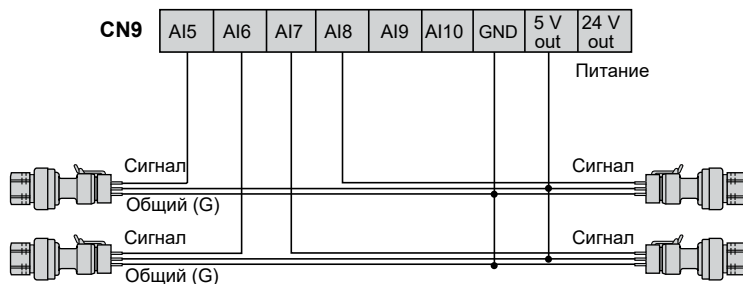 CN9 AI5 AI6 AI7 AI8 AI9 AI10 GND 5 V out 24 V out
Питание
Сигнал Сигнал
Общий (G)
Сигнал Сигнал
Общий (G)